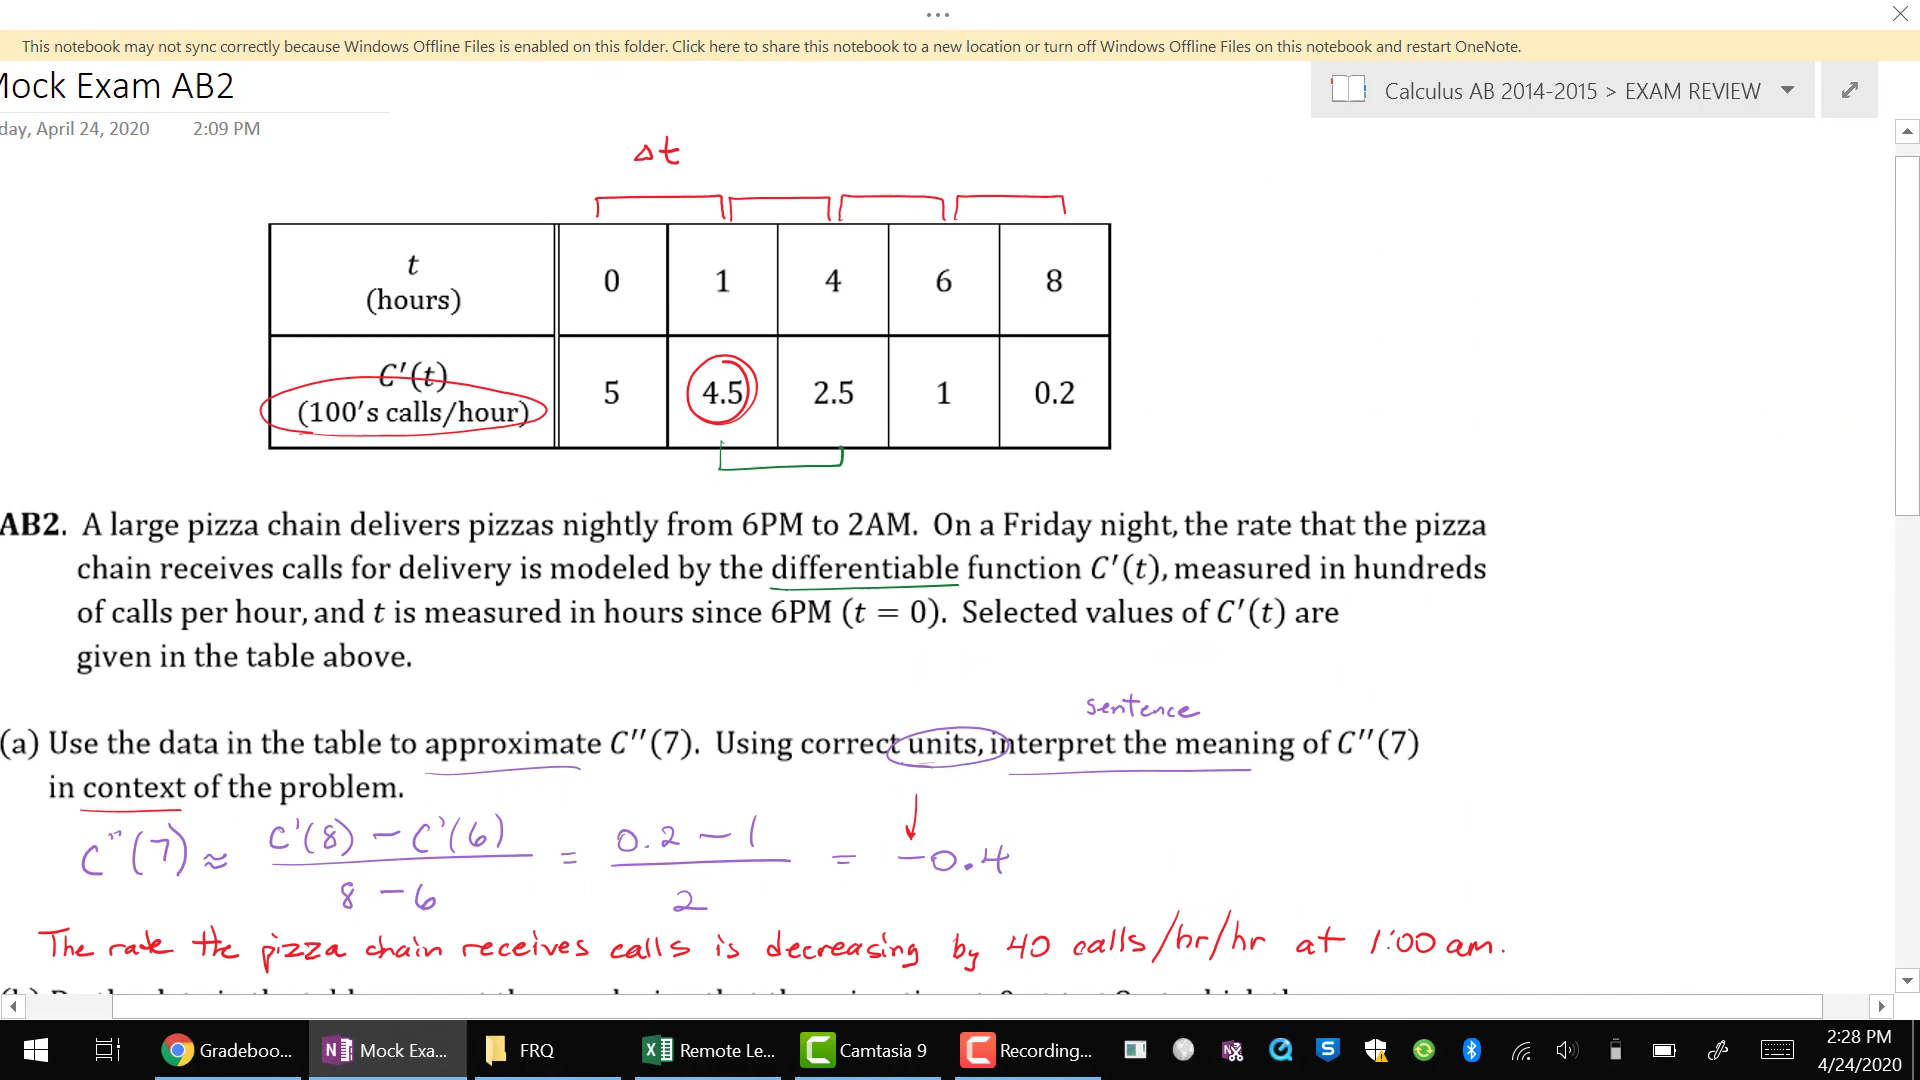 This notebook may not sync correctly because Windows Offline Files is enabled on this folder. Click here to share this notebook to a new location or turn off Windows Offline Files on this notebook and restart OneNote.
Mock Exam AB2
Calculus AB 2014-2015 > EXAM REVIEW
day, April 24, 2020 2:09 PM
Δt
t (hours) 0 1 4 6 8
C′(t) (100's calls/hour) 5 4.5 2.5 1 0.2
AB2. A large pizza chain delivers pizzas nightly from 6PM to 2AM. On a Friday night, the rate that the pizza
chain receives calls for delivery is modeled by the differentiable function C′(t), measured in hundreds
of calls per hour, and t is measured in hours since 6PM (t = 0). Selected values of C′(t) are
given in the table above.
sentence
(a) Use the data in the table to approximate C′′(7). Using correct units, interpret the meaning of C′′(7)
in context of the problem.
C''(7) ≈ C'(8) − C'(6) / 8 − 6 = 0.2 − 1 / 2 = −0.4
The rate the pizza chain receives calls is decreasing by 40 calls/hr/hr at 1:00 am.
Gradeboo... Mock Exa... FRQ Remote Le... Camtasia 9 Recording...
2:28 PM
4/24/2020